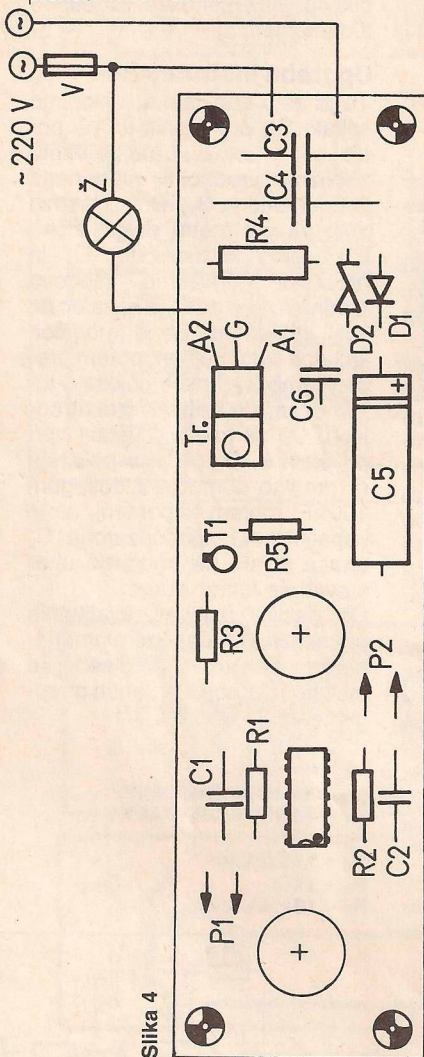 ~ 220 V
~
~
V
Ž
C3
C4
R4
A2
G
A1
Tr.
D2
D1
C6
+
C5
T1
R5
R3
P2
C1
R1
R2
C2
P1
+
+
Slika 4